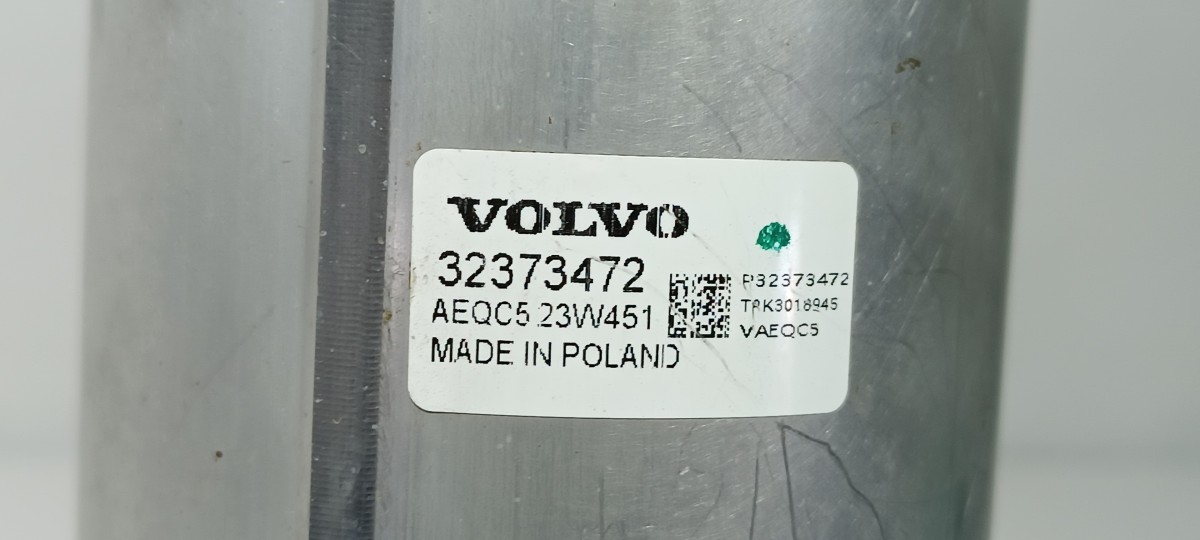 VOLVO
32373472
AEQC5 23W451
MADE IN POLAND
P32373472
TRK3018945
VAEQC5